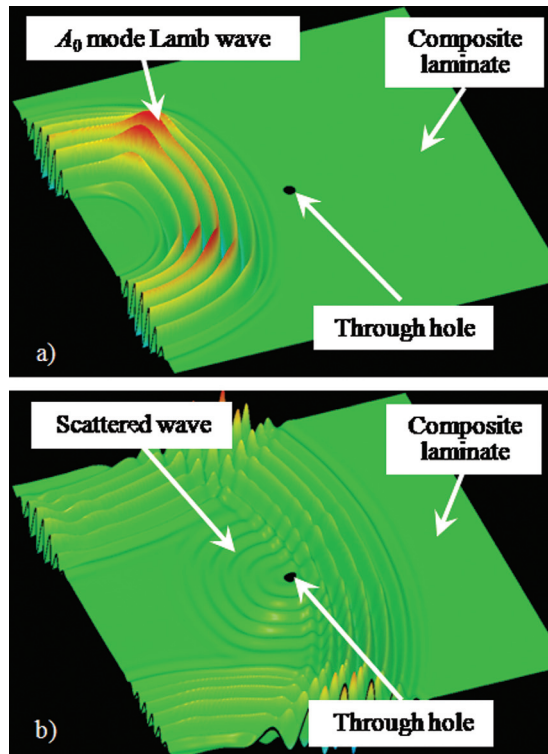 A₀ mode Lamb wave
Composite
laminate
Through hole
a)
Scattered wave
Composite
laminate
Through hole
b)